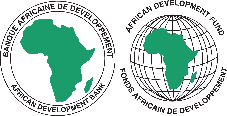 BANQUE AFRICAINE DE DEVELOPPEMENT
AFRICAN DEVELOPMENT BANK
AFRICAN DEVELOPMENT FUND
FONDS AFRICAIN DE DEVELOPPEMENT